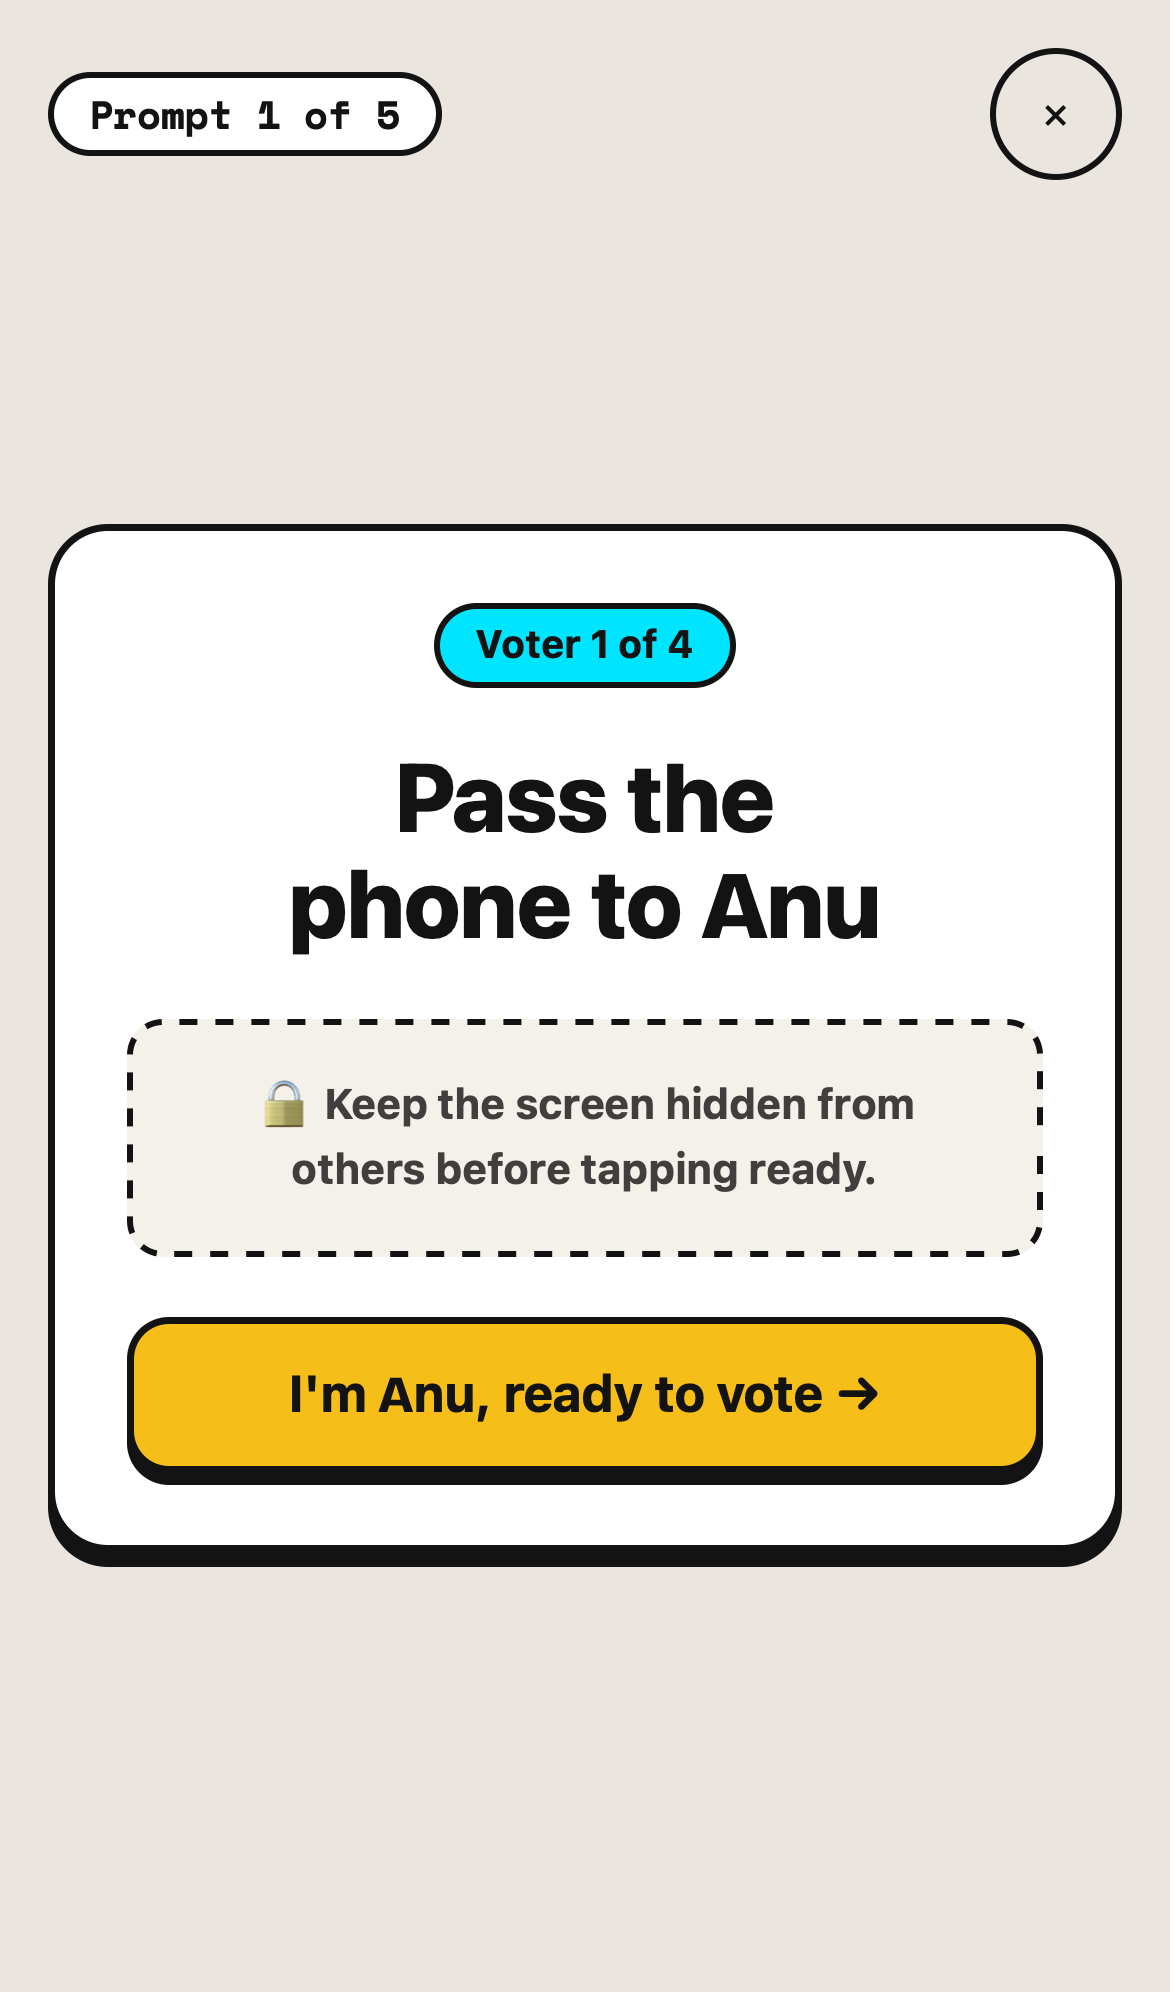 Prompt 1 of 5
×
Voter 1 of 4
Pass the
phone to Anu
🔒 Keep the screen hidden from
others before tapping ready.
I'm Anu, ready to vote →